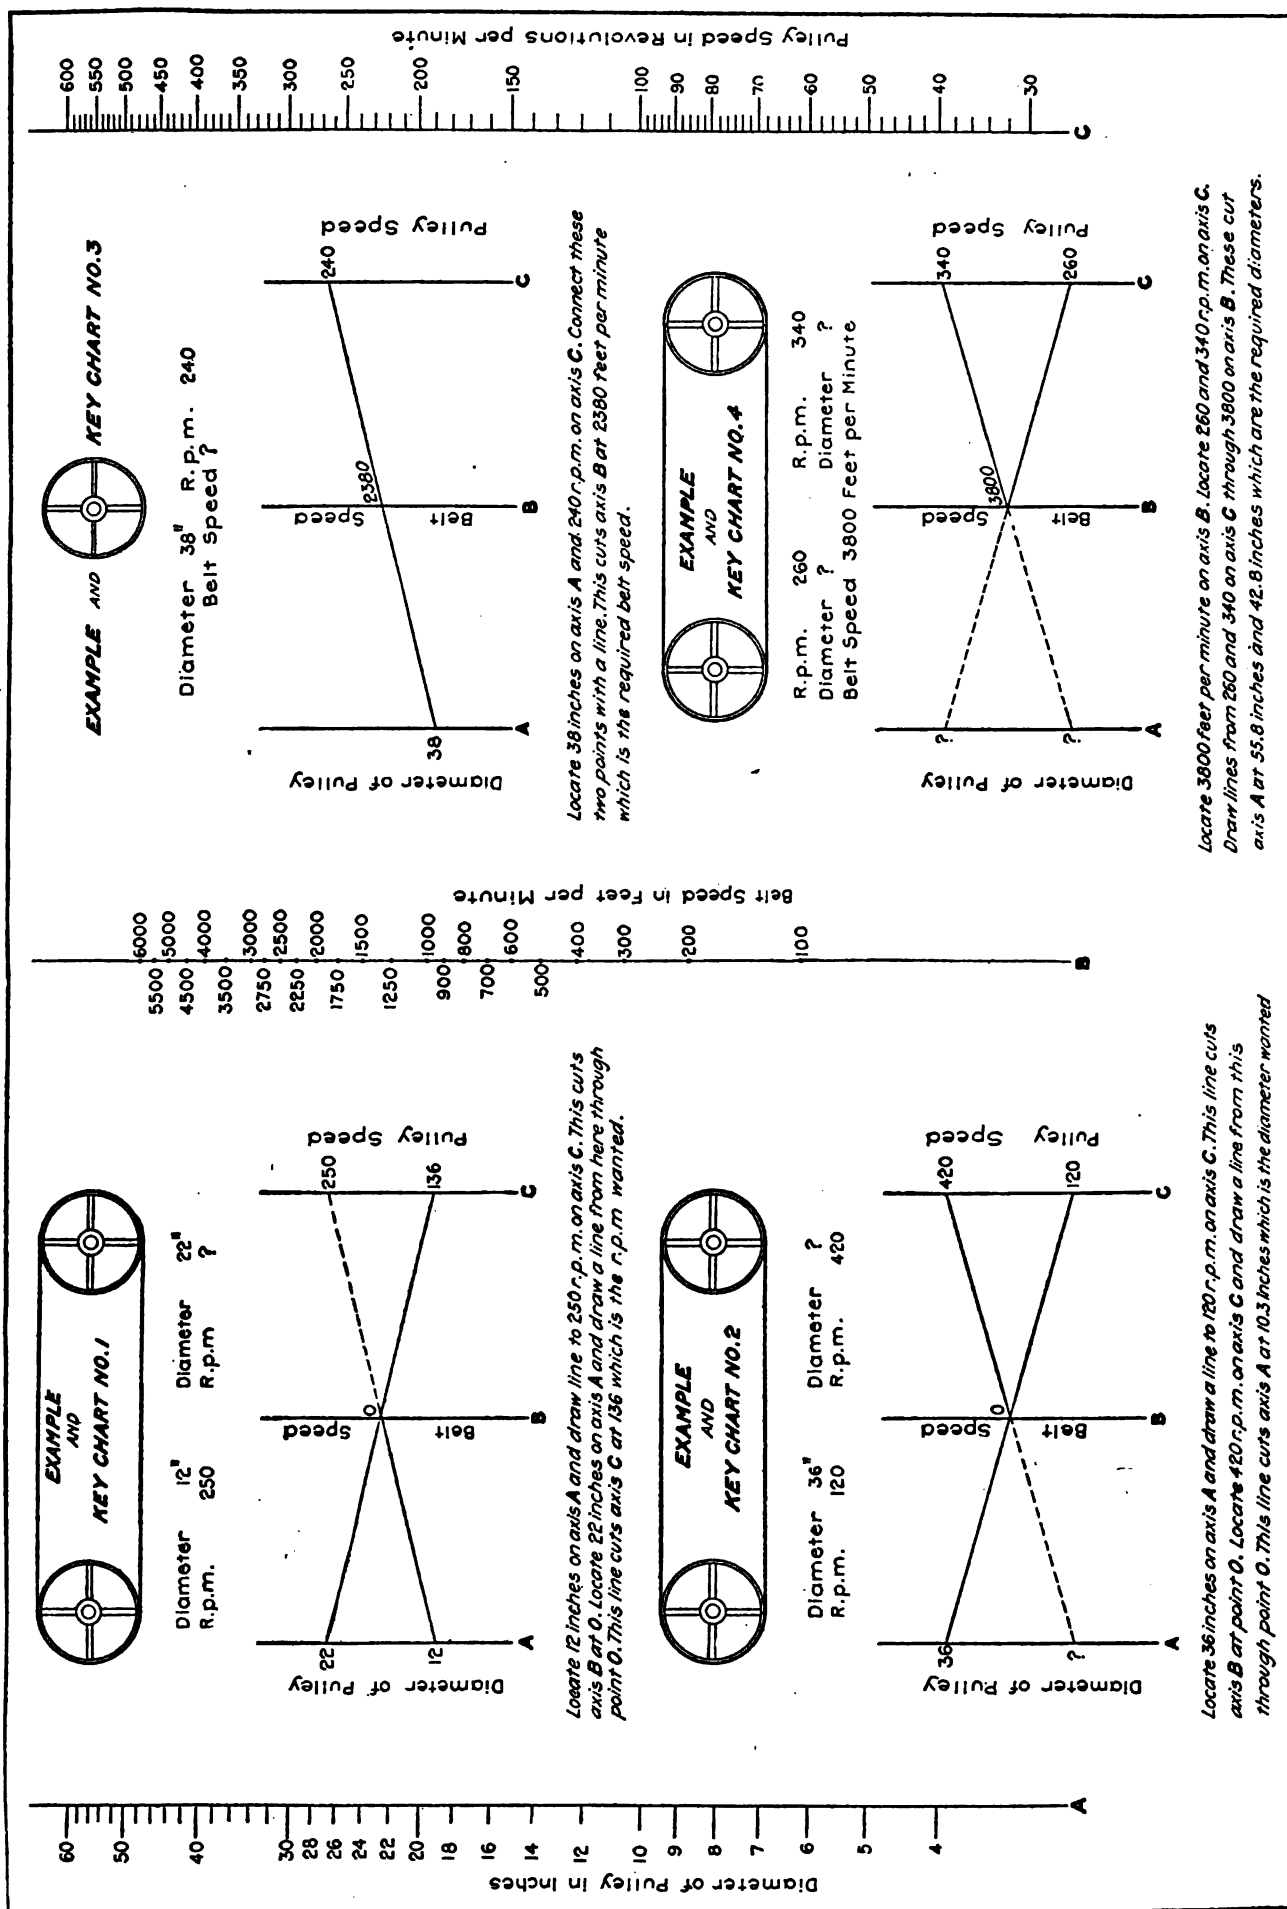 Diameter of Pulley in Inches
60
50
40
30
28
26
24
22
20
18
16
14
12
10
9
8
7
6
5
4
A
EXAMPLE
AND
KEY CHART NO.1
Diameter 12" Diameter 22"
R.p.m. 250 R.p.m ?
Diameter of Pulley
Belt Speed
Pulley Speed
22
12
O
250
136
A
B
C
Locate 12 inches on axis A and draw line to 250 r.p.m. on axis C. This cuts
axis B at O. Locate 22 inches on axis A and draw a line from here through
point O. This line cuts axis C at 136 which is the r.p.m wanted.
EXAMPLE
AND
KEY CHART NO.2
Diameter 36" Diameter ?
R.p.m. 120 R.p.m. 420
Diameter of Pulley
Belt Speed
Pulley Speed
36
?
O
420
120
A
B
C
Locate 36 inches on axis A and draw a line to 120 r.p.m. on axis C. This line cuts
axis B at point O. Locate 420 r.p.m. on axis C and draw a line from this
through point O. This line cuts axis A at 10.3 inches which is the diameter wanted
Belt Speed in Feet per Minute
6000
5500
5000
4500
4000
3500
3000
2750
2500
2250
2000
1750
1500
1250
1000
900
800
700
600
500
400
300
200
100
B
EXAMPLE AND KEY CHART NO.3
Diameter 38" R.p.m. 240
Belt Speed ?
Diameter of Pulley
Belt Speed
Pulley Speed
38
2380
240
A
B
C
Locate 38 inches on axis A and 240 r.p.m. on axis C. Connect these
two points with a line. This cuts axis B at 2380 feet per minute
which is the required belt speed.
EXAMPLE
AND
KEY CHART NO.4
R.p.m. 260 R.p.m. 340
Diameter ? Diameter ?
Belt Speed 3800 Feet per Minute
Diameter of Pulley
Belt Speed
Pulley Speed
?
?
3800
340
260
A
B
C
Locate 3800 feet per minute on axis B. Locate 260 and 340 r.p.m. on axis C.
Draw lines from 260 and 340 on axis C through 3800 on axis B. These cut
axis A at 55.8 inches and 42.8 inches which are the required diameters.
Pulley Speed in Revolutions per Minute
600
550
500
450
400
350
300
250
200
150
100
90
80
70
60
50
40
30
C